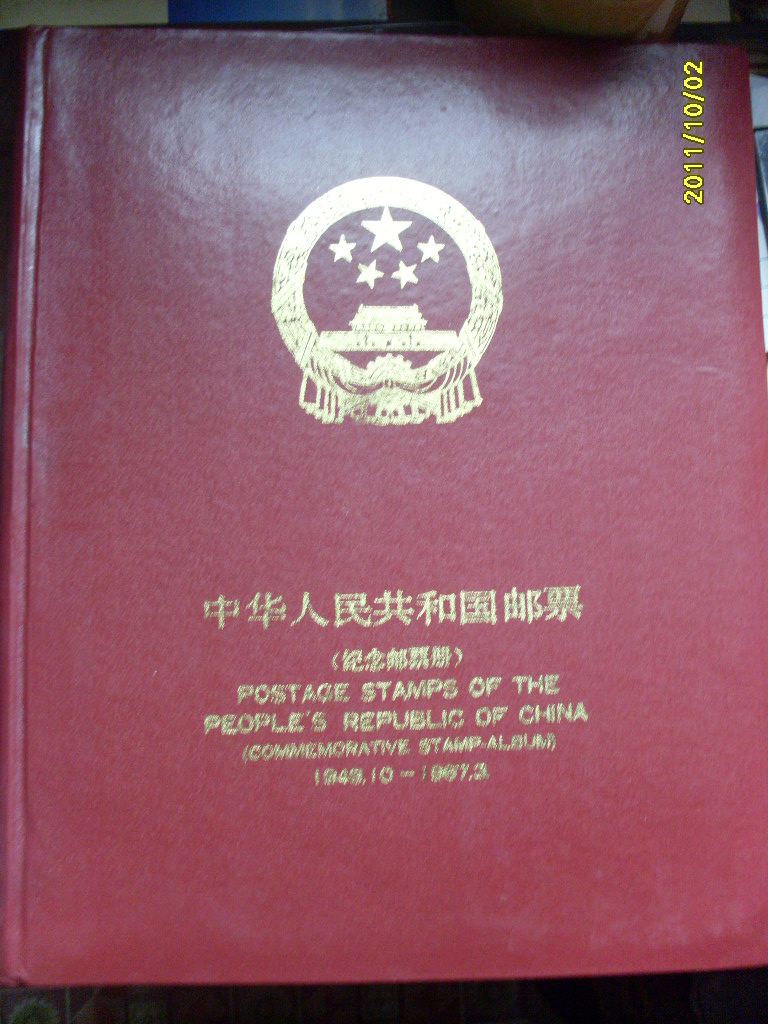 2011/10/02
中华人民共和国邮票
(纪念邮票册)
POSTAGE STAMPS OF THE
PEOPLE'S REPUBLIC OF CHINA
(COMMEMORATIVE STAMP-ALBUM)
1949.10-1967.3